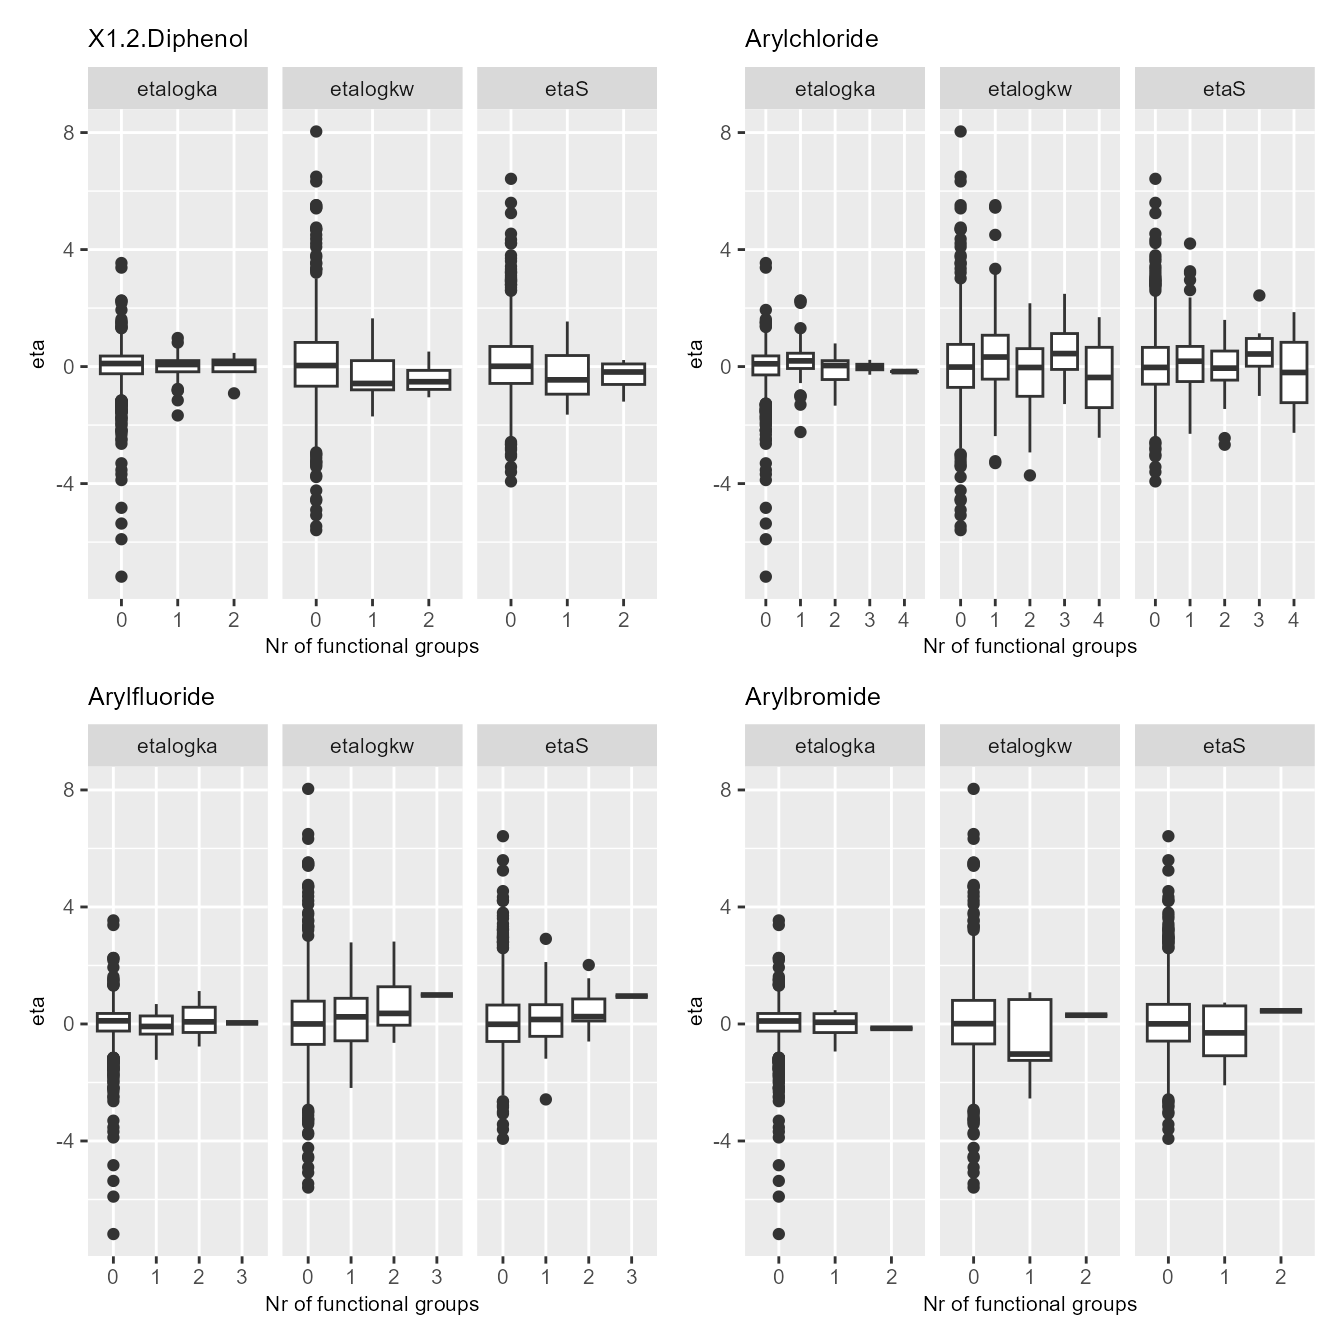 X1.2.Diphenol
etalogka etalogkw etaS
8
4
0
-4
eta
0 1 2 0 1 2 0 1 2
Nr of functional groups
Arylchloride
etalogka etalogkw etaS
8
4
0
-4
eta
0 1 2 3 4 0 1 2 3 4 0 1 2 3 4
Nr of functional groups
Arylfluoride
etalogka etalogkw etaS
8
4
0
-4
eta
0 1 2 3 0 1 2 3 0 1 2 3
Nr of functional groups
Arylbromide
etalogka etalogkw etaS
8
4
0
-4
eta
0 1 2 0 1 2 0 1 2
Nr of functional groups